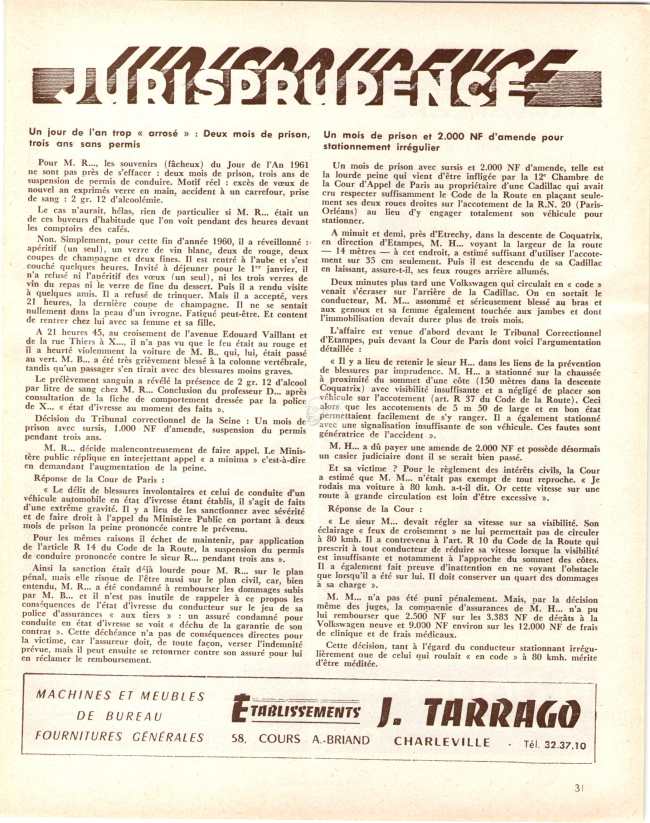 JURISPRUDENCE
Un jour de l'an trop « arrosé » : Deux mois de prison,
trois ans sans permis
Pour M. R..., les souvenirs (fâcheux) du Jour de l'An 1961
ne sont pas près de s'effacer : deux mois de prison, trois ans de
suspension de permis de conduire. Motif réel : excès de vœux de
nouvel an exprimés verre en main, accident à un carrefour, prise
de sang : 2 gr. 12 d'alcoolémie.
Le cas n'aurait, hélas, rien de particulier si M. R... était un
de ces buveurs d'habitude que l'on voit pendant des heures devant
les comptoirs des cafés.
Non. Simplement, pour cette fin d'année 1960, il a réveillonné :
apéritif (un seul), un verre de vin blanc, deux de rouge, deux
coupes de champagne et deux fines. Il est rentré à l'aube et s'est
couché quelques heures. Invité à déjeuner pour le 1er janvier, il
n'a refusé ni l'apéritif des vœux (un seul), ni les trois verres de
vin du repas ni le verre de fine du dessert. Puis il a rendu visite
à quelques amis. Il a refusé de trinquer. Mais il a accepté, vers
21 heures, la dernière coupe de champagne. Il ne se sentait
nullement dans la peau d'un ivrogne. Fatigué peut-être. Et content
de rentrer chez lui avec sa femme et sa fille.
A 21 heures 45, au croisement de l'avenue Edouard Vaillant et
de la rue Thiers à X..., il n'a pas vu que le feu était au rouge et
il a heurté violemment la voiture de M. B.. qui, lui, était passé
au vert. M. B... a été très grièvement blessé à la colonne vertébrale,
tandis qu'un passager s'en tirait avec des blessures moins graves.
Le prélèvement sanguin a révélé la présence de 2 gr. 12 d'alcool
par litre de sang chez M. R... Conclusion du professeur D... après
consultation de la fiche de comportement dressée par la police
de X... « état d'ivresse au moment des faits ».
Décision du Tribunal correctionnel de la Seine : Un mois de
prison avec sursis, 1.000 NF d'amende, suspension du permis
pendant trois ans.
M. R... décide malencontreusement de faire appel. Le Minis-
tère public réplique en interjettant appel « a minima » c'est-à-dire
en demandant l'augmentation de la peine.
Réponse de la Cour de Paris :
« Le délit de blessures involontaires et celui de conduite d'un
véhicule automobile en état d'ivresse étant établis, il s'agit de faits
d'une extrême gravité. Il y a lieu de les sanctionner avec sévérité
et de faire droit à l'appel du Ministère Public en portant à deux
mois de prison la peine prononcée contre le prévenu.
Pour les mêmes raisons il échet de maintenir, par application
de l'article R 14 du Code de la Route, la suspension du permis
de conduire prononcée contre le sieur R... pendant trois ans ».
Ainsi la sanction était déjà lourde pour M. R... sur le plan
pénal, mais elle risque de l'être aussi sur le plan civil, car, bien
entendu, M. R... a été condamné à rembourser les dommages subis
par M. B... et il n'est pas inutile de rappeler à ce propos les
conséquences de l'état d'ivresse du conducteur sur le jeu de sa
police d'assurances « aux tiers » : un assuré condamné pour
conduite en état d'ivresse se voit « déchu de la garantie de son
contrat ». Cette déchéance n'a pas de conséquences directes pour
la victime, car l'assureur doit, de toute façon, verser l'indemnité
prévue, mais il peut ensuite se retourner contre son assuré pour lui
en réclamer le remboursement.
Un mois de prison et 2.000 NF d'amende pour
stationnement irrégulier
Un mois de prison avec sursis et 2.000 NF d'amende, telle est
la lourde peine qui vient d'être infligée par la 12e Chambre de
la Cour d'Appel de Paris au propriétaire d'une Cadillac qui avait
cru respecter suffisamment le Code de la Route en plaçant seule-
ment ses deux roues droites sur l'accotement de la R.N. 20 (Paris-
Orléans) au lieu d'y engager totalement son véhicule pour
stationner.
A minuit et demi, près d'Etrechy, dans la descente de Coquatrix,
en direction d'Etampes, M. H... voyant la largeur de la route
— 14 mètres — à cet endroit, a estimé suffisant d'utiliser l'accote-
ment sur 35 cm seulement. Puis il est descendu de sa Cadillac
en laissant, assure-t-il, ses feux rouges arrière allumés.
Deux minutes plus tard une Volkswagen qui circulait en « code »
venait s'écraser sur l'arrière de la Cadillac. On en sortait le
conducteur, M. M... assommé et sérieusement blessé au bras et
aux genoux et sa femme également touchée aux jambes et dont
l'immobilisation devait durer plus de trois mois.
L'affaire est venue d'abord devant le Tribunal Correctionnel
d'Etampes, puis devant la Cour de Paris dont voici l'argumentation
détaillée :
« Il y a lieu de retenir le sieur H... dans les liens de la prévention
de blessures par imprudence. M. H... a stationné sur la chaussée
à proximité du sommet d'une côte (150 mètres dans la descente
Coquatrix) avec visibilité insuffisante et a négligé de placer son
véhicule sur l'accotement (art. R 37 du Code de la Route). Ceci
alors que les accotements de 5 m 50 de large et en bon état
permettaient facilement de s'y ranger. Il a également stationné
avec une signalisation insuffisante de son véhicule. Ces fautes sont
génératrice de l'accident ».
M. H... a dû payer une amende de 2.000 NF et possède désormais
un casier judiciaire dont il se serait bien passé.
Et sa victime ? Pour le règlement des intérêts civils, la Cour
a estimé que M. M... n'était pas exempt de tout reproche. « Je
rodais ma voiture à 80 kmh. a-t-il dit. Or cette vitesse sur une
route à grande circulation est loin d'être excessive ».
Réponse de la Cour :
« Le sieur M... devait régler sa vitesse sur sa visibilité. Son
éclairage « feux de croisement » ne lui permettait pas de circuler
à 80 kmh. Il a contrevenu à l'art. R 10 du Code de la Route qui
prescrit à tout conducteur de réduire sa vitesse lorsque la visibilité
est insuffisante et notamment à l'approche du sommet des côtes.
Il a également fait preuve d'inattention en ne voyant l'obstacle
que lorsqu'il a été sur lui. Il doit conserver un quart des dommages
à sa charge ».
M. M... n'a pas été puni pénalement. Mais, par la décision
même des juges, la compagnie d'assurances de M. H... n'a pu
lui rembourser que 2.500 NF sur les 3.383 NF de dégâts à la
Volkswagen neuve et 9.000 NF environ sur les 12.000 NF de frais
de clinique et de frais médicaux.
Cette décision, tant à l'égard du conducteur stationnant irrégu-
lièrement que de celui qui roulait « en code » à 80 kmh. mérite
d'être méditée.
MACHINES ET MEUBLES
DE BUREAU
FOURNITURES GÉNÉRALES
ÉTABLISSEMENTS J. TARRAGO
58, COURS A.-BRIAND CHARLEVILLE - Tél. 32.37.10
31